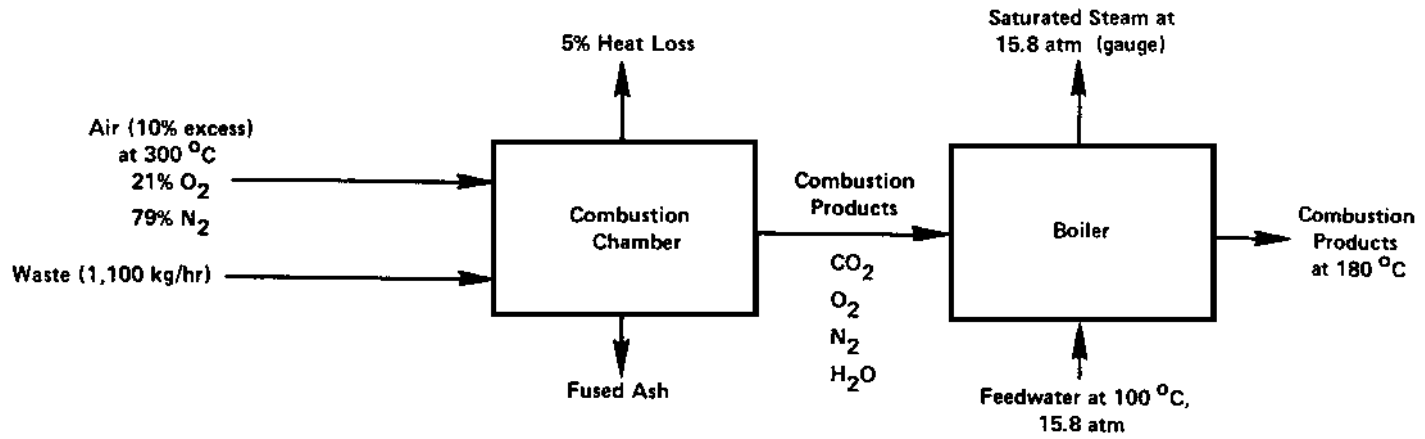 Saturated Steam at
15.8 atm (gauge)
5% Heat Loss
Air (10% excess)
at 300 °C
21% O₂
79% N₂
Waste (1,100 kg/hr)
Combustion
Chamber
Fused Ash
Combustion
Products
CO₂
O₂
N₂
H₂O
Boiler
Feedwater at 100 °C,
15.8 atm
Combustion
Products
at 180 °C